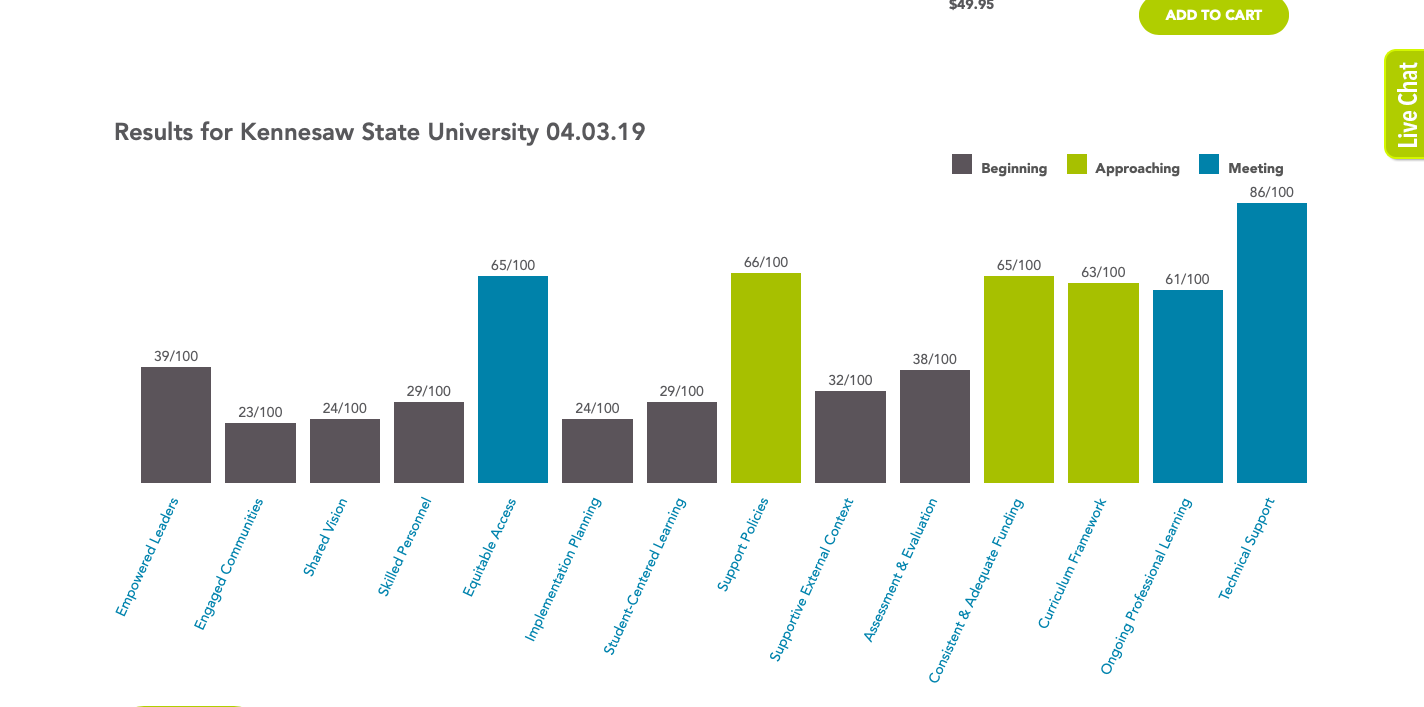 $49.95
ADD TO CART
Live Chat
Results for Kennesaw State University 04.03.19
Beginning
Approaching
Meeting
39/100
23/100
24/100
29/100
65/100
24/100
29/100
66/100
32/100
38/100
65/100
63/100
61/100
86/100
Empowered Leaders
Engaged Communities
Shared Vision
Skilled Personnel
Equitable Access
Implementation Planning
Student-Centered Learning
Support Policies
Supportive External Context
Assessment & Evaluation
Consistent & Adequate Funding
Curriculum Framework
Ongoing Professional Learning
Technical Support